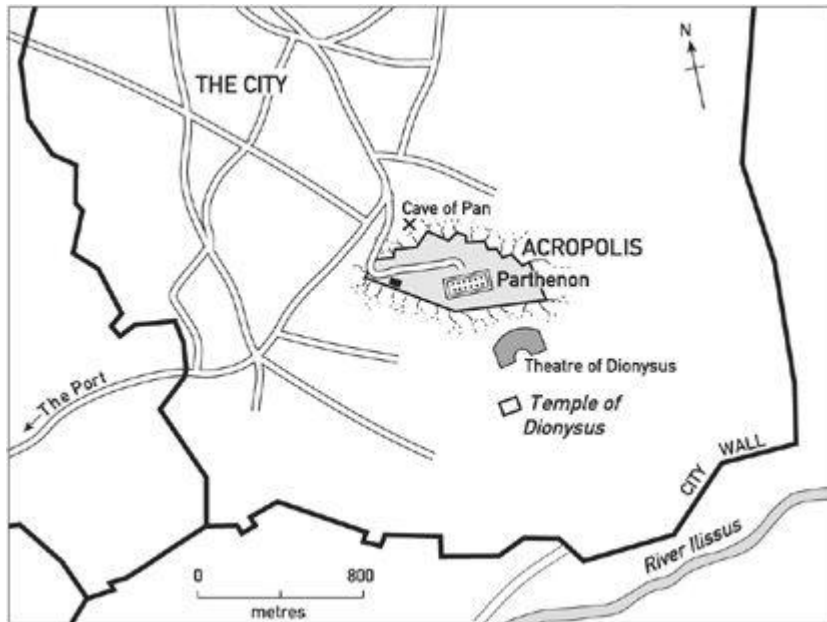 N
THE CITY
Cave of Pan
ACROPOLIS
Parthenon
Theatre of Dionysus
The Port
Temple of
Dionysus
CITY WALL
River Ilissus
0 800
metres